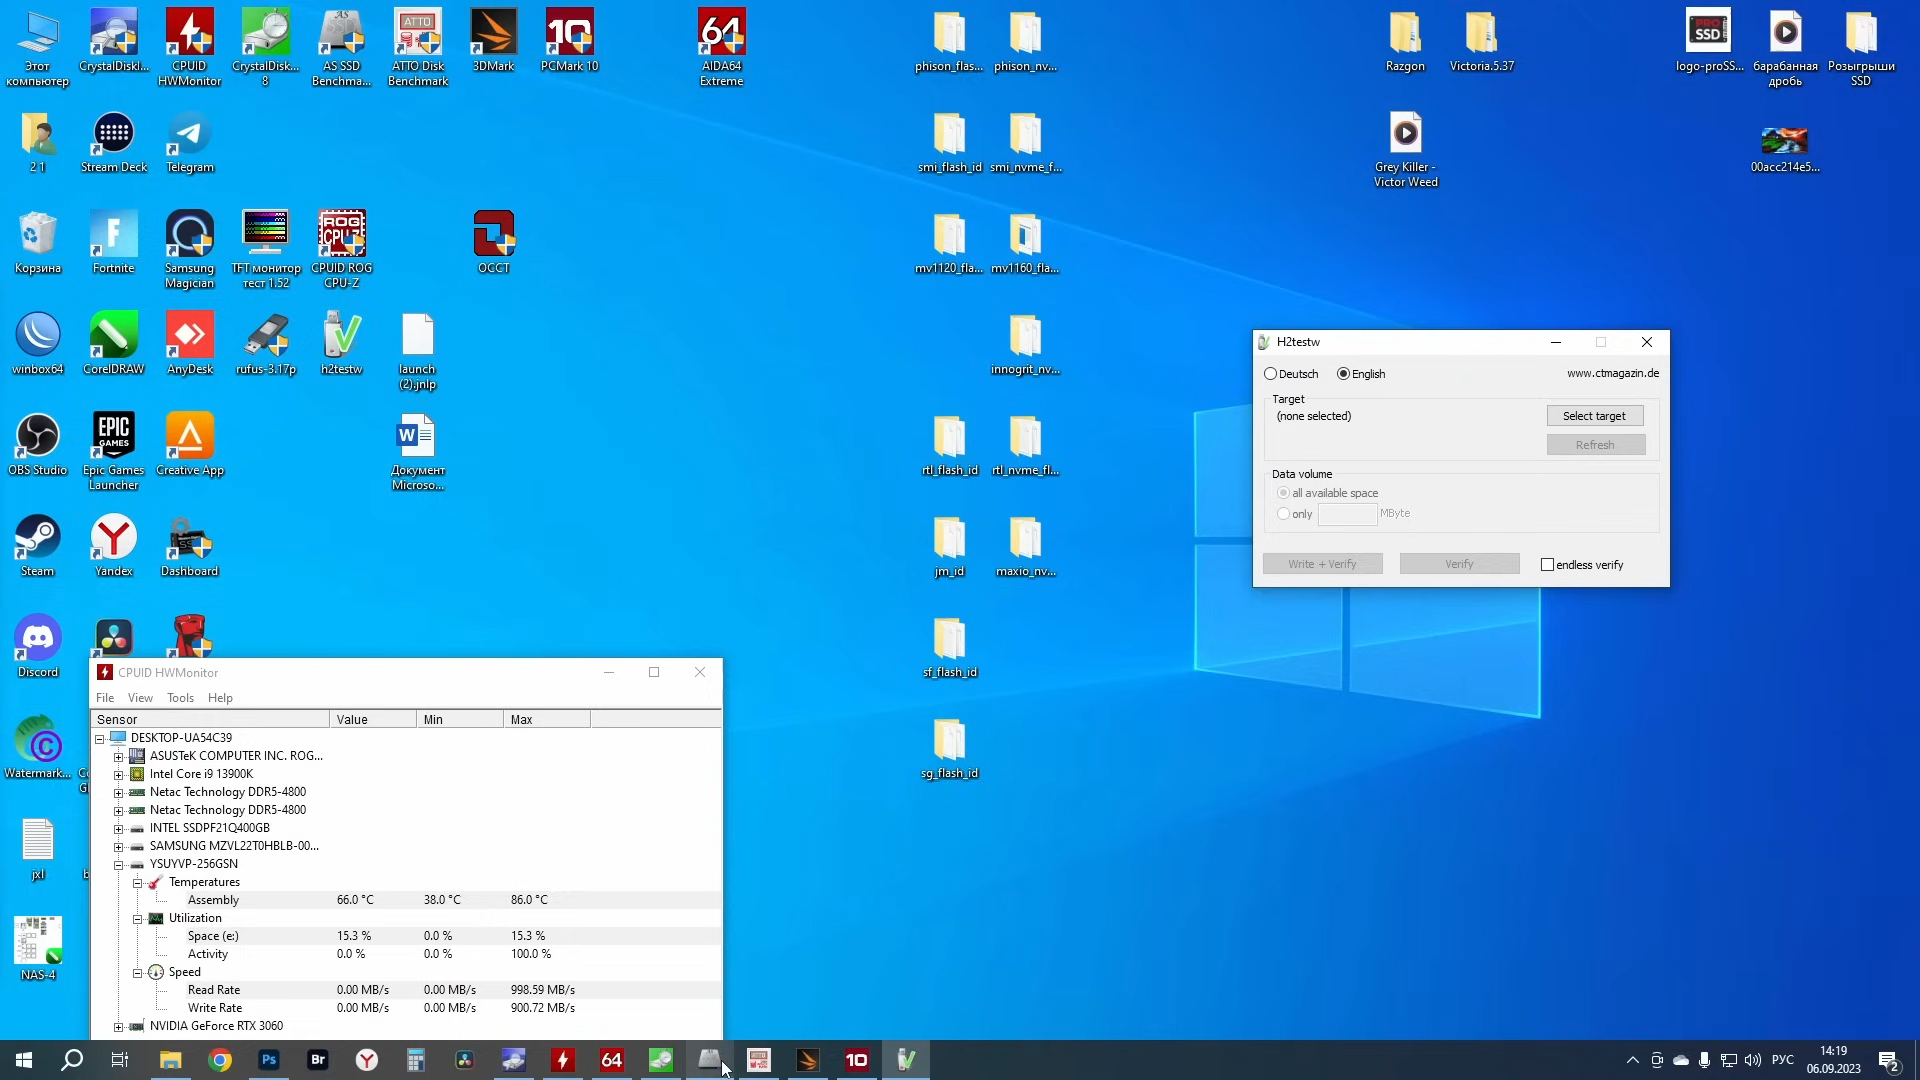 Этот
компьютер
CrystalDiskI...
CPUID
HWMonitor
CrystalDisk...
8
AS SSD
Benchma...
ATTO Disk
Benchmark
3DMark
PCMark 10
AIDA64
Extreme
phison_flas...
phison_nv...
Razgon
Victoria.5.37
logo-proSS...
барабанная
дробь
Розыгрыши
SSD
2 1
Stream Deck
Telegram
smi_flash_id
smi_nvme_f...
Grey Killer -
Victor Weed
00acc214e5...
Корзина
Fortnite
Samsung
Magician
TFT монитор
тест 1.52
CPUID ROG
CPU-Z
OCCT
mv1120_fla...
mv1160_fla...
winbox64
CorelDRAW
AnyDesk
rufus-3.17p
h2testw
launch
(2).jnlp
innogrit_nv...
OBS Studio
Epic Games
Launcher
Creative App
Документ
Microso...
rtl_flash_id
rtl_nvme_fl...
Steam
Yandex
Dashboard
jm_id
maxio_nv...
Discord
sf_flash_id
Watermark...
sg_flash_id
jxl
NAS-4
H2testw
Deutsch
English
www.ctmagazin.de
Target
(none selected)
Select target
Refresh
Data volume
all available space
only
MByte
Write + Verify
Verify
endless verify
CPUID HWMonitor
File View Tools Help
Sensor Value Min Max
DESKTOP-UA54C39
ASUSTeK COMPUTER INC. ROG...
Intel Core i9 13900K
Netac Technology DDR5-4800
Netac Technology DDR5-4800
INTEL SSDPF21Q400GB
SAMSUNG MZVL22T0HBLB-00...
YSUYVP-256GSN
Temperatures
Assembly 66.0 °C 38.0 °C 86.0 °C
Utilization
Space (e:) 15.3 % 0.0 % 15.3 %
Activity 0.0 % 0.0 % 100.0 %
Speed
Read Rate 0.00 MB/s 0.00 MB/s 998.59 MB/s
Write Rate 0.00 MB/s 0.00 MB/s 900.72 MB/s
NVIDIA GeForce RTX 3060
Ps
Br
64
10
РУС
14:19
06.09.2023
2